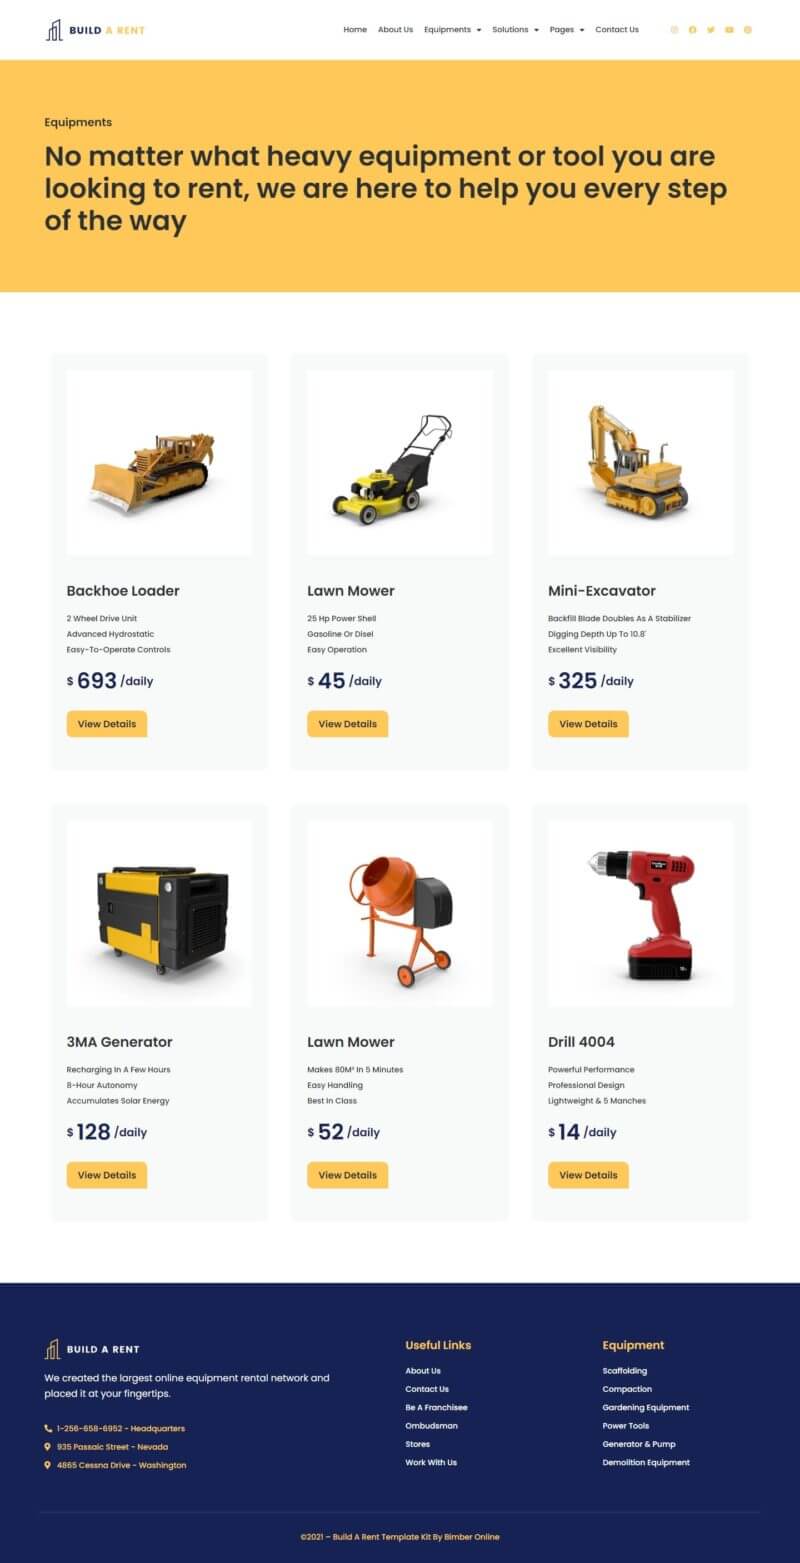 BUILD A RENT
Home About Us Equipments Solutions Pages Contact Us
Equipments
No matter what heavy equipment or tool you are
looking to rent, we are here to help you every step
of the way
Backhoe Loader
2 Wheel Drive Unit
Advanced Hydrostatic
Easy-To-Operate Controls
$ 693 /daily
View Details
Lawn Mower
25 Hp Power Shell
Gasoline Or Disel
Easy Operation
$ 45 /daily
View Details
Mini-Excavator
Backfill Blade Doubles As A Stabilizer
Digging Depth Up To 10.8'
Excellent Visibility
$ 325 /daily
View Details
3MA Generator
Recharging In A Few Hours
8-Hour Autonomy
Accumulates Solar Energy
$ 128 /daily
View Details
Lawn Mower
Makes 80M² In 5 Minutes
Easy Handling
Best In Class
$ 52 /daily
View Details
Drill 4004
Powerful Performance
Professional Design
Lightweight & 5 Manches
$ 14 /daily
View Details
BUILD A RENT
We created the largest online equipment rental network and
placed it at your fingertips.
1-256-658-6952 - Headquarters
935 Passaic Street - Nevada
4865 Cessna Drive - Washington
Useful Links
About Us
Contact Us
Be A Franchisee
Ombudsman
Stores
Work With Us
Equipment
Scaffolding
Compaction
Gardening Equipment
Power Tools
Generator & Pump
Demolition Equipment
©2021 – Build A Rent Template Kit By Bimber Online